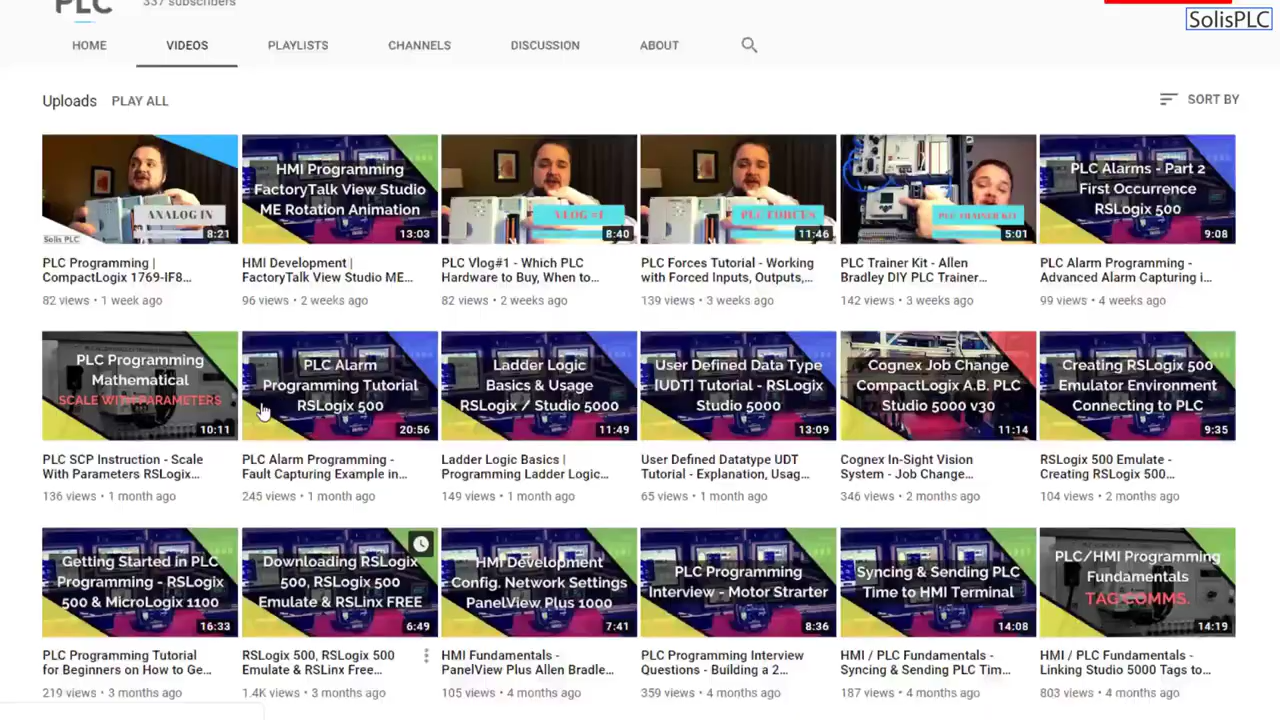 PLC
337 subscribers
SolisPLC
HOME VIDEOS PLAYLISTS CHANNELS DISCUSSION ABOUT
Uploads PLAY ALL SORT BY
ANALOG IN
Solis PLC
8:21
PLC Programming |
CompactLogix 1769-IF8...
82 views • 1 week ago
HMI Programming
FactoryTalk View Studio
ME Rotation Animation
13:03
HMI Development |
FactoryTalk View Studio ME...
96 views • 2 weeks ago
VLOG #1
8:40
PLC Vlog#1 - Which PLC
Hardware to Buy, When to...
82 views • 2 weeks ago
PLC FORCES
11:46
PLC Forces Tutorial - Working
with Forced Inputs, Outputs,...
139 views • 3 weeks ago
PLC TRAINER KIT
5:01
PLC Trainer Kit - Allen
Bradley DIY PLC Trainer...
142 views • 3 weeks ago
PLC Alarms - Part 2
First Occurrence
RSLogix 500
9:08
PLC Alarm Programming -
Advanced Alarm Capturing i...
99 views • 4 weeks ago
PLC Programming
Mathematical
SCALE WITH PARAMETERS
10:11
PLC SCP Instruction - Scale
With Parameters RSLogix...
136 views • 1 month ago
PLC Alarm
Programming Tutorial
RSLogix 500
20:56
PLC Alarm Programming -
Fault Capturing Example in...
245 views • 1 month ago
Ladder Logic
Basics & Usage
RSLogix / Studio 5000
11:49
Ladder Logic Basics |
Programming Ladder Logic...
149 views • 1 month ago
User Defined Data Type
[UDT] Tutorial - RSLogix
Studio 5000
13:09
User Defined Datatype UDT
Tutorial - Explanation, Usag...
65 views • 1 month ago
Cognex Job Change
CompactLogix A.B. PLC
Studio 5000 v30
11:14
Cognex In-Sight Vision
System - Job Change...
346 views • 2 months ago
Creating RSLogix 500
Emulator Environment
Connecting to PLC
9:35
RSLogix 500 Emulate -
Creating RSLogix 500...
104 views • 2 months ago
Getting Started in PLC
Programming - RSLogix
500 & MicroLogix 1100
16:33
PLC Programming Tutorial
for Beginners on How to Ge...
219 views • 3 months ago
Downloading RSLogix
500, RSLogix 500
Emulate & RSLinx FREE
6:49
RSLogix 500, RSLogix 500
Emulate & RSLinx Free...
1.4K views • 3 months ago
HMI Development
Config. Network Settings
PanelView Plus 1000
7:41
HMI Fundamentals -
PanelView Plus Allen Bradle...
105 views • 4 months ago
PLC Programming
Interview - Motor Starter
8:36
PLC Programming Interview
Questions - Building a 2...
359 views • 4 months ago
Syncing & Sending PLC
Time to HMI Terminal
14:08
HMI / PLC Fundamentals -
Syncing & Sending PLC Tim...
187 views • 4 months ago
PLC/HMI Programming
Fundamentals
TAG COMMS.
14:19
HMI / PLC Fundamentals -
Linking Studio 5000 Tags to...
803 views • 4 months ago